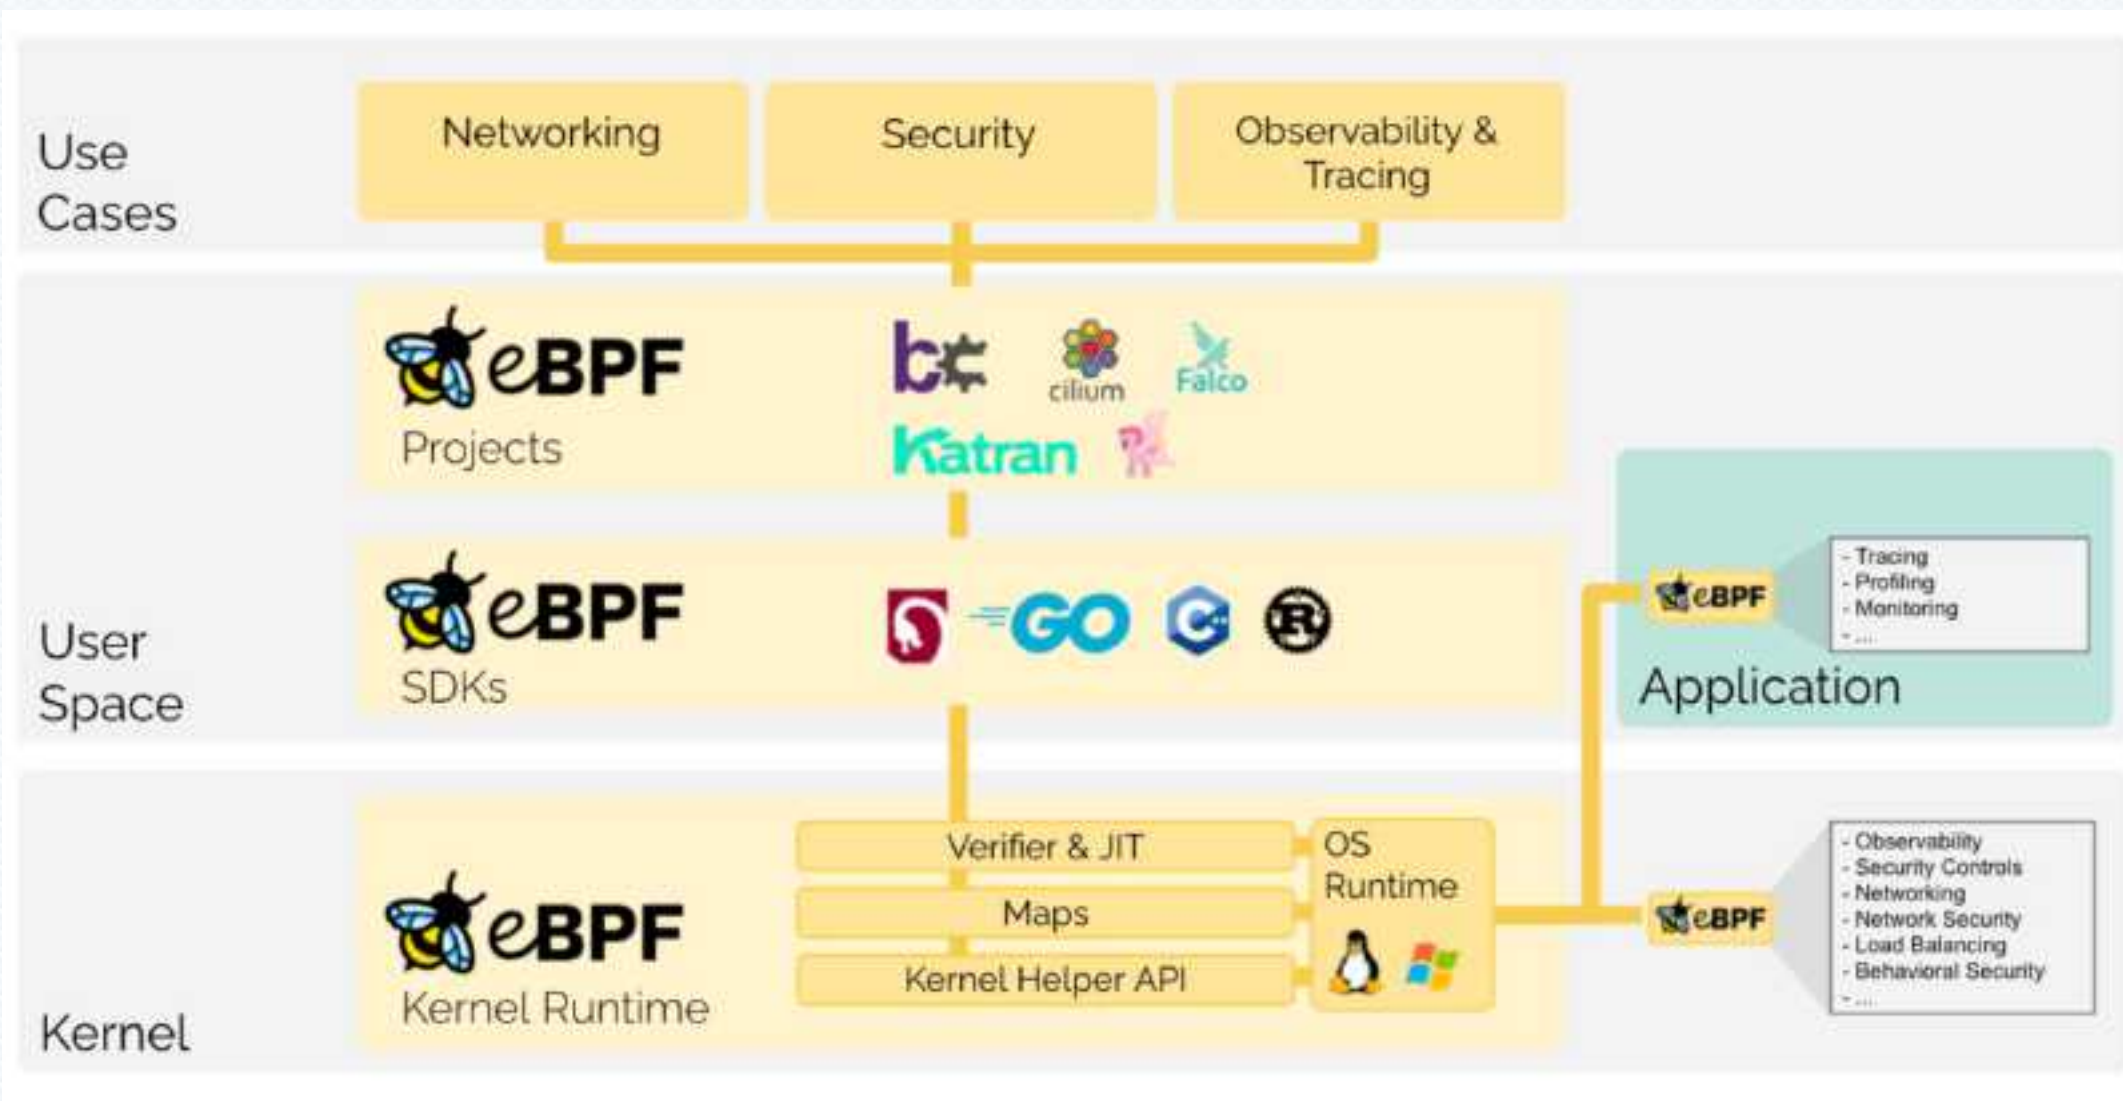 Use
Cases
Networking
Security
Observability &
Tracing
User
Space
eBPF
Projects
bc
cilium
Falco
Katran
eBPF
SDKs
GO
C++
R
eBPF
- Tracing
- Profiling
- Monitoring
- ...
Application
Kernel
eBPF
Kernel Runtime
Verifier & JIT
Maps
Kernel Helper API
OS
Runtime
eBPF
- Observability
- Security Controls
- Networking
- Network Security
- Load Balancing
- Behavioral Security
- ...